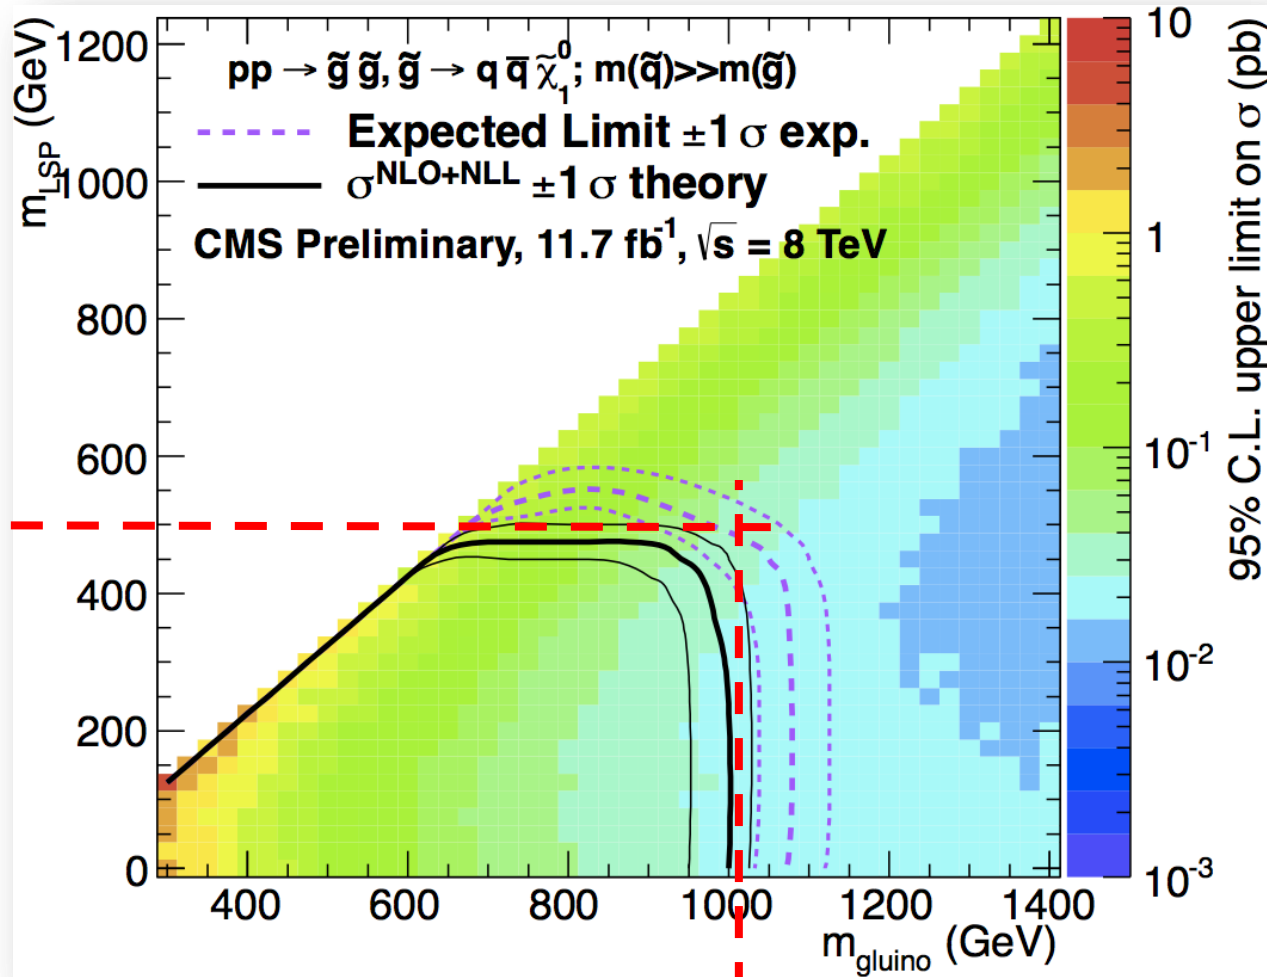 m_LSP (GeV)
1200
1000
800
600
400
200
0
pp → g̃ g̃, g̃ → q q̄ χ̃₁⁰; m(q̃)>>m(g̃)
Expected Limit ±1 σ exp.
σ^NLO+NLL ±1 σ theory
CMS Preliminary, 11.7 fb⁻¹, √s = 8 TeV
400 600 800 1000 1200 1400
m_gluino (GeV)
10
1
10⁻¹
10⁻²
10⁻³
95% C.L. upper limit on σ (pb)